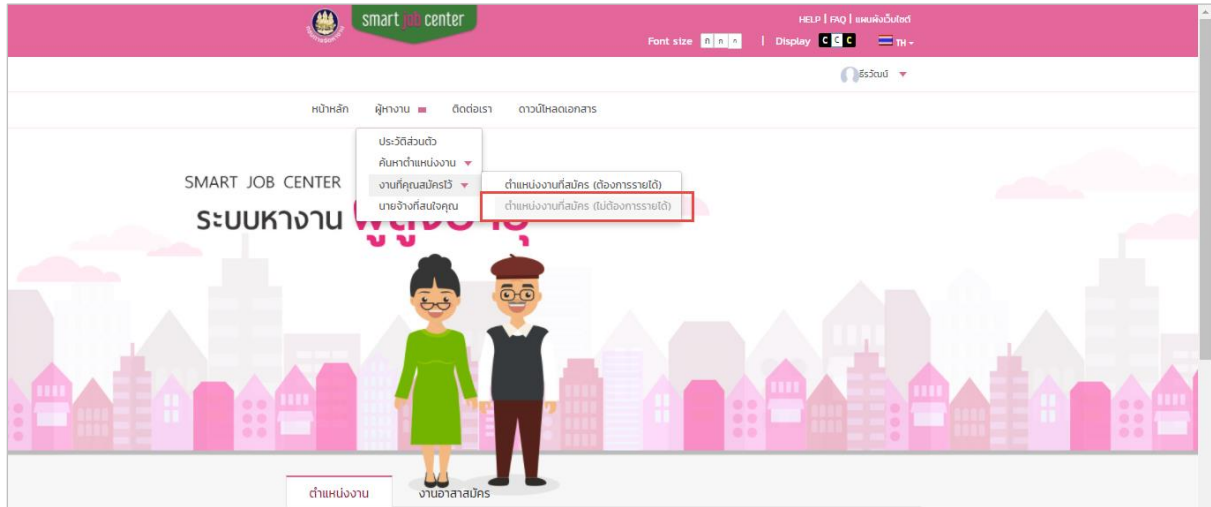 smart job center
HELP | FAQ | แผนผังเว็บไซต์
Font size ก ก ก | Display C C C TH
ธีรวัฒน์
หน้าหลัก ผู้หางาน ติดต่อเรา ดาวน์โหลดเอกสาร
ประวัติส่วนตัว
ค้นหาตำแหน่งงาน
งานที่คุณสมัครไว้
นายจ้างที่สนใจคุณ
ตำแหน่งงานที่สมัคร (ต้องการรายได้)
ตำแหน่งงานที่สมัคร (ไม่ต้องการรายได้)
SMART JOB CENTER
ระบบหางาน ผู้สูงอายุ
ตำแหน่งงาน งานอาสาสมัคร